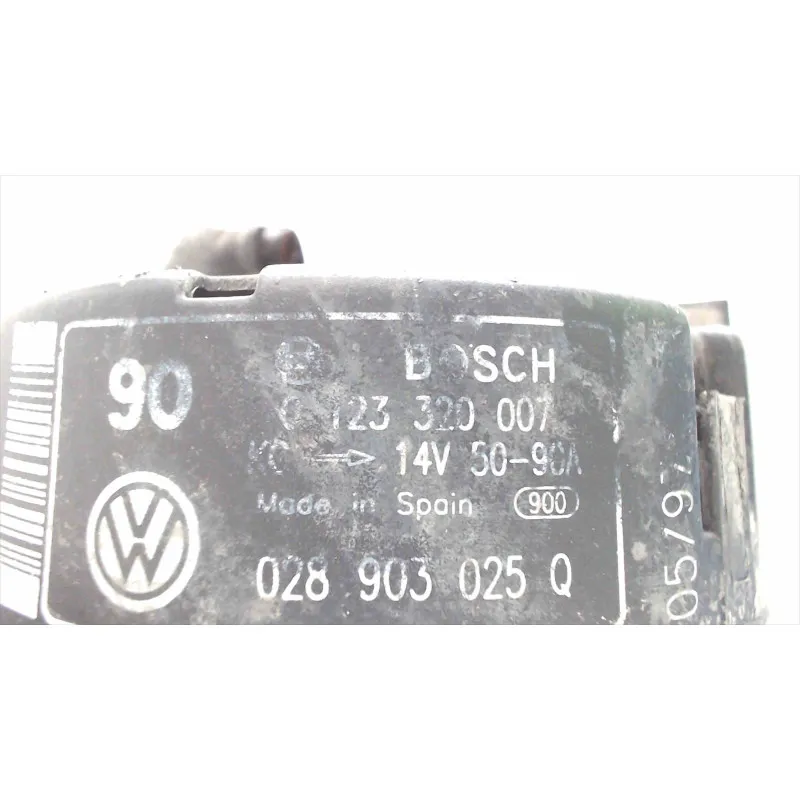 90
BOSCH
0 123 320 007
KC → 14V 50-90A
Made in Spain 900
VW
028 903 025 Q
05/97